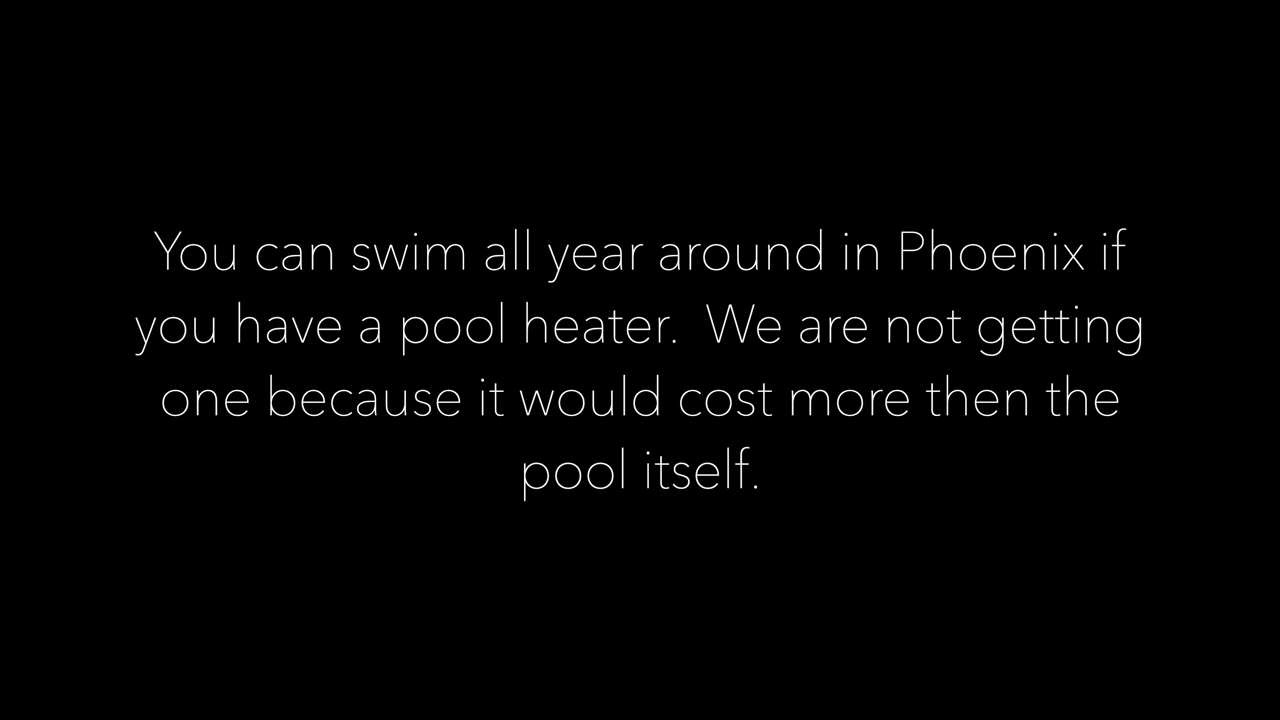 You can swim all year around in Phoenix if
you have a pool heater.  We are not getting
one because it would cost more then the
pool itself.